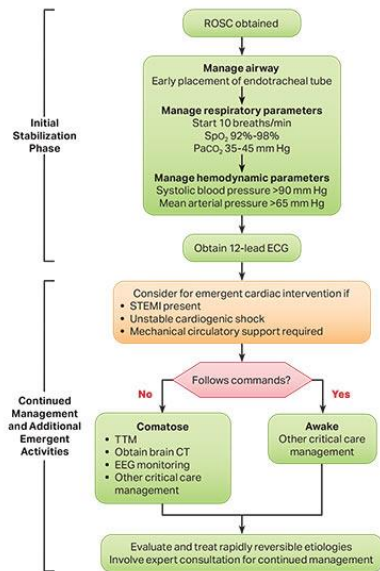 ROSC obtained
Manage airway
Early placement of endotracheal tube
Manage respiratory parameters
Start 10 breaths/min
SpO₂ 92%-98%
PaCO₂ 35-45 mm Hg
Manage hemodynamic parameters
Systolic blood pressure >90 mm Hg
Mean arterial pressure >65 mm Hg
Initial
Stabilization
Phase
Obtain 12-lead ECG
Consider for emergent cardiac intervention if
• STEMI present
• Unstable cardiogenic shock
• Mechanical circulatory support required
Follows commands?
No
Yes
Continued
Management
and Additional
Emergent
Activities
Comatose
• TTM
• Obtain brain CT
• EEG monitoring
• Other critical care
management
Awake
Other critical care
management
Evaluate and treat rapidly reversible etiologies
Involve expert consultation for continued management